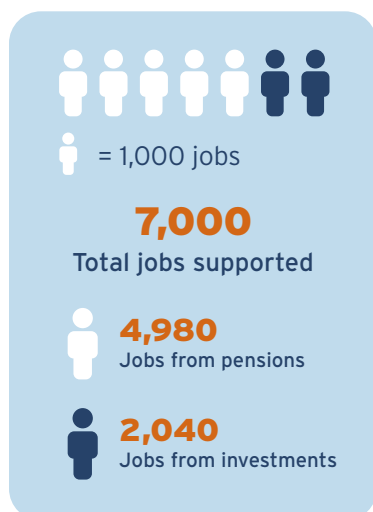 = 1,000 jobs
7,000
Total jobs supported
4,980
Jobs from pensions
2,040
Jobs from investments